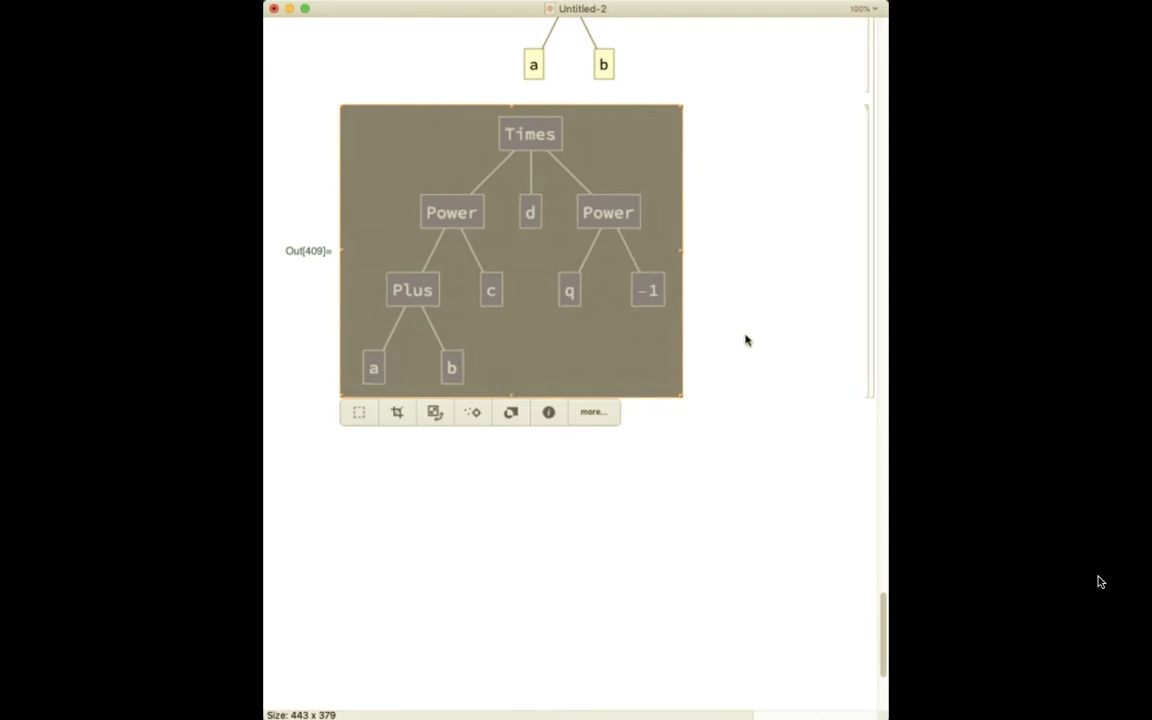 Untitled-2
100%
a b
Times
Power d Power
Out[409]=
Plus c q -1
a b
more...
Size: 443 x 379